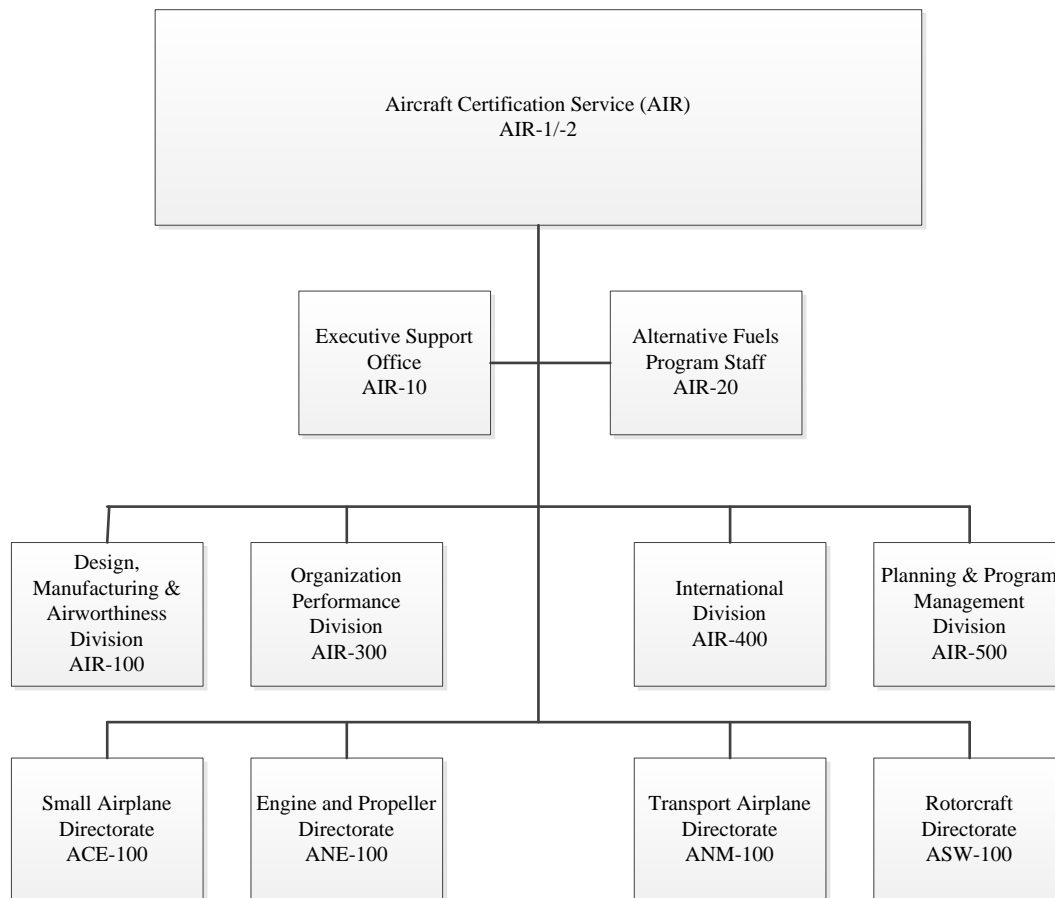 Aircraft Certification Service (AIR)
AIR-1/-2
Executive Support
Office
AIR-10
Alternative Fuels
Program Staff
AIR-20
Design,
Manufacturing &
Airworthiness
Division
AIR-100
Organization
Performance
Division
AIR-300
International
Division
AIR-400
Planning & Program
Management
Division
AIR-500
Small Airplane
Directorate
ACE-100
Engine and Propeller
Directorate
ANE-100
Transport Airplane
Directorate
ANM-100
Rotorcraft
Directorate
ASW-100